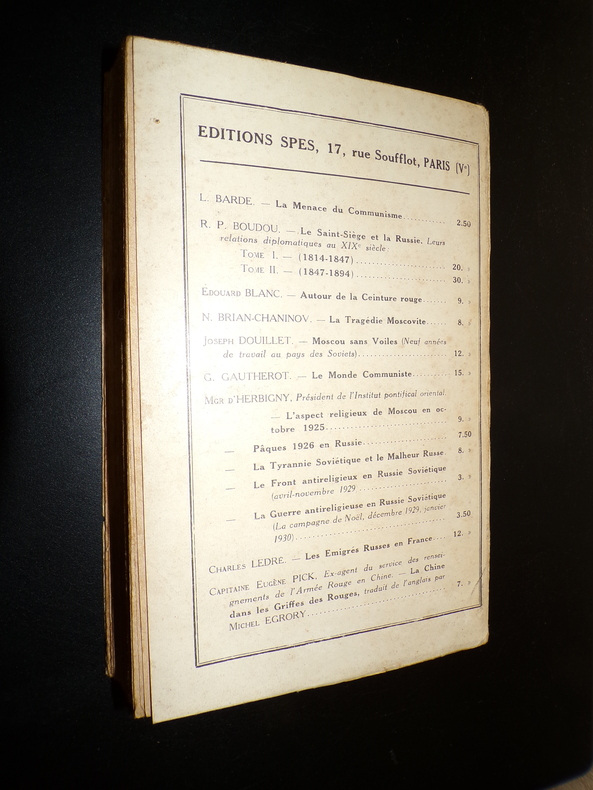 EDITIONS SPES, 17, rue Soufflot, PARIS (Vᵉ)
L. BARDE. — La Menace du Communisme........... 2.50
R. P. BOUDOU. — Le Saint-Siège et la Russie. Leurs
relations diplomatiques au XIXᵉ siècle:
TOME I. — (1814-1847)................... 20. »
TOME II. — (1847-1894)................... 30. »
EDOUARD BLANC. — Autour de la Ceinture rouge...... 9. »
N. BRIAN-CHANINOV. — La Tragédie Moscovite..... 8. »
JOSEPH DOUILLET. — Moscou sans Voiles (Neuf années
de travail au pays des Soviets)................... 12. »
G. GAUTHEROT. — Le Monde Communiste......... 15. »
MGR D'HERBIGNY, Président de l'Institut pontifical oriental.
— L'aspect religieux de Moscou en oc-
tobre 1925......................... 9. »
— Pâques 1926 en Russie.................. 7.50
— La Tyrannie Soviétique et le Malheur Russe 8. »
— Le Front antireligieux en Russie Soviétique
(avril-novembre 1929..................... 3. »
— La Guerre antireligieuse en Russie Soviétique
(La campagne de Noël, décembre 1929, janvier
1930)............................... 3.50
CHARLES LEDRÉ. — Les Emigrés Russes en France.... 12. »
CAPITAINE EUGÈNE PICK. Ex-agent du service des rensei-
gnements de l'Armée Rouge en Chine. — La Chine
dans les Griffes des Rouges, traduit de l'anglais par
MICHEL EGRORY............................ 7. »